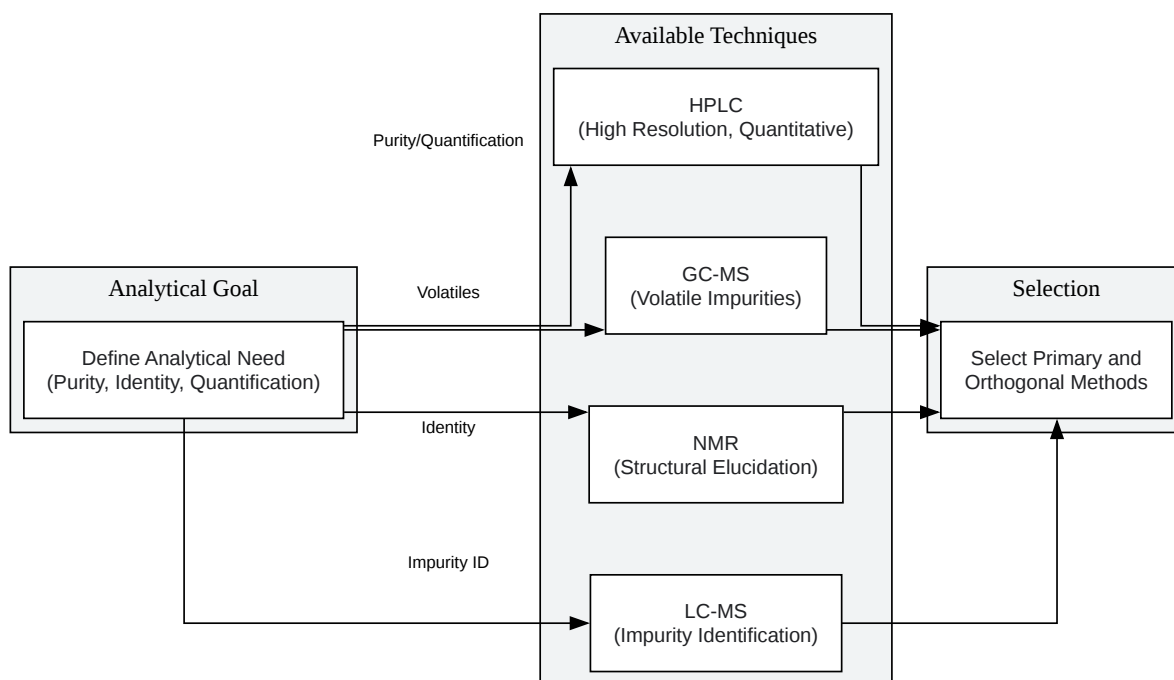 Available Techniques
HPLC
(High Resolution, Quantitative)
Purity/Quantification
GC-MS
(Volatile Impurities)
Volatiles
Analytical Goal
Define Analytical Need
(Purity, Identity, Quantification)
Selection
Select Primary and
Orthogonal Methods
Identity
NMR
(Structural Elucidation)
Impurity ID
LC-MS
(Impurity Identification)